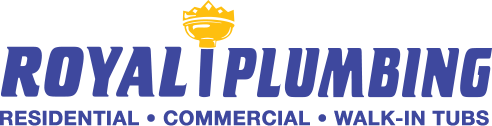 ROYAL PLUMBING
RESIDENTIAL • COMMERCIAL • WALK-IN TUBS